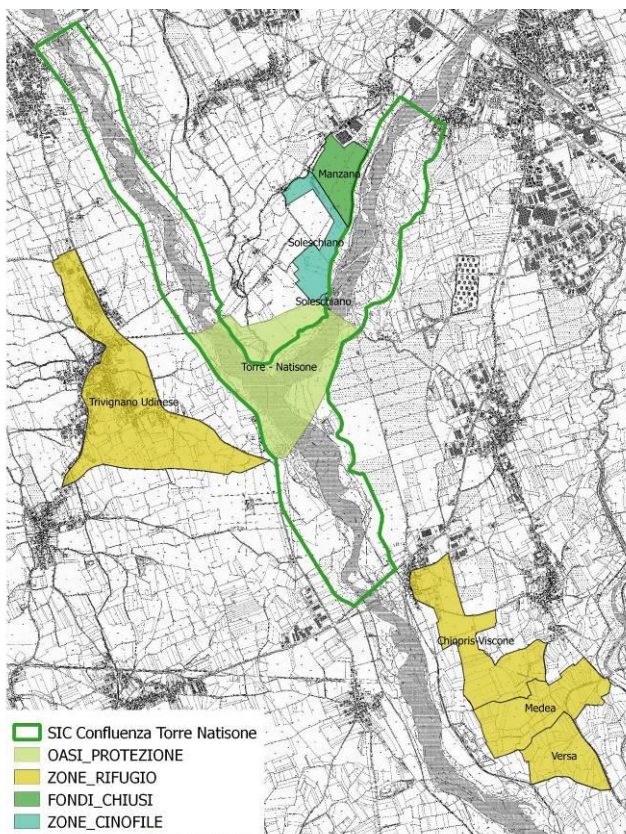 Manzano
Soleschiano
Soleschiano
Torre - Natisone
Trivignano Udinese
Chiopris-Viscone
Medea
Versa
SIC Confluenza Torre Natisone
OASI_PROTEZIONE
ZONE_RIFUGIO
FONDI_CHIUSI
ZONE_CINOFILE